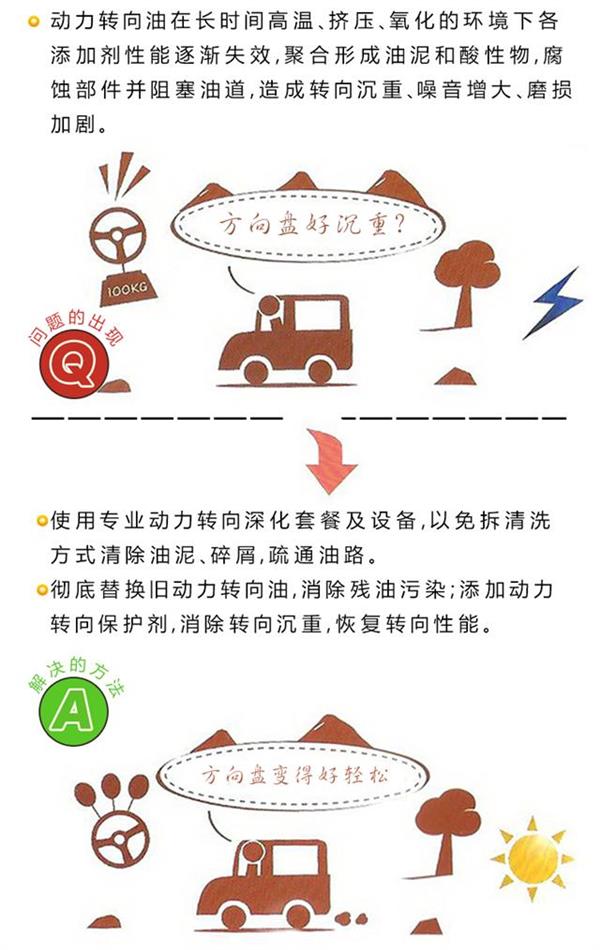 动力转向油在长时间高温、挤压、氧化的环境下各
添加剂性能逐渐失效,聚合形成油泥和酸性物,腐
蚀部件并阻塞油道,造成转向沉重、噪音增大、磨损
加剧。
方向盘好沉重?
100KG
问题的出现
Q
使用专业动力转向深化套餐及设备,以免拆清洗
方式清除油泥、碎屑,疏通油路。
彻底替换旧动力转向油,消除残油污染;添加动力
转向保护剂,消除转向沉重,恢复转向性能。
解决的方法
A
方向盘变得好轻松